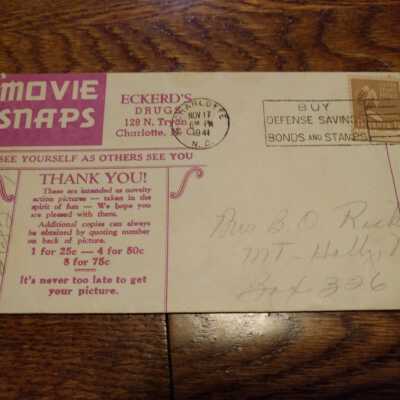 MOVIE
SNAPS
ECKERD'S
DRUGS
129 N. Tryon
Charlotte, N. C.
CHARLOTTE
NOV 17
PM
1941
N. C.
BUY
DEFENSE SAVINGS
BONDS AND STAMPS
SEE YOURSELF AS OTHERS SEE YOU
THANK YOU!
These are intended as novelty
action pictures — taken in the
spirit of fun — We hope you
are pleased with them.
Additional copies can always
be obtained by quoting number
on back of picture.
1 for 25c — 4 for 50c
8 for 75c
It's never too late to get
your picture.
B. O.
Mt. Holly,
Box 326